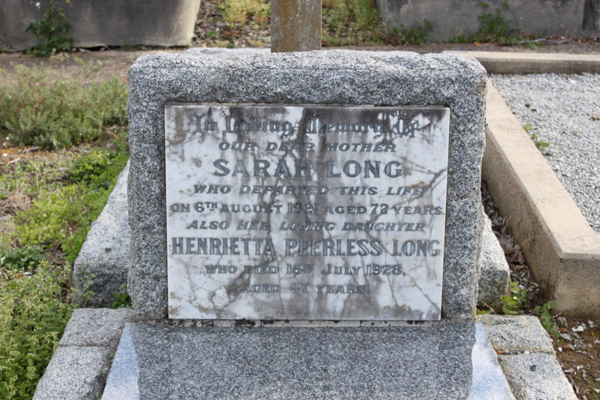 In Loving Memory Of
OUR DEAR MOTHER
SARAH LONG
WHO DEPARTED THIS LIFE
ON 6TH AUGUST 1921 AGED 72 YEARS.
ALSO HER LOVING DAUGHTER
HENRIETTA PEERLESS LONG
WHO DIED JULY 1928
AGED YEARS